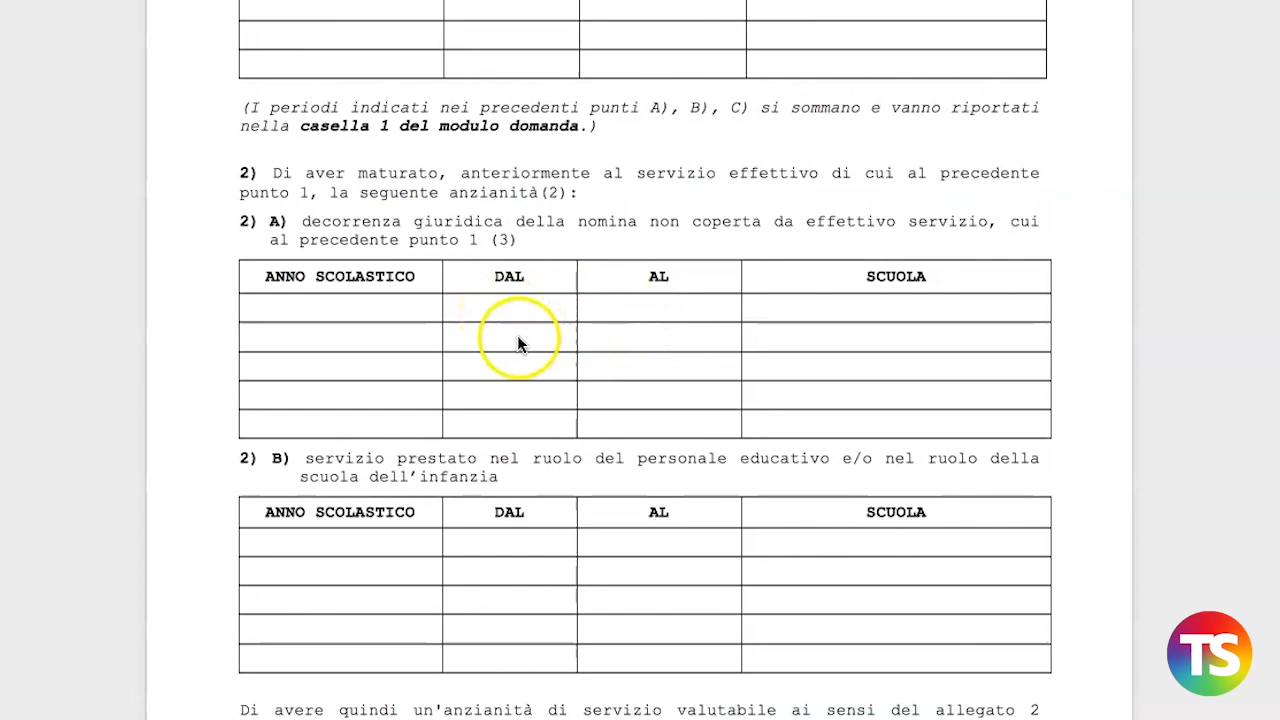 (I periodi indicati nei precedenti punti A), B), C) si sommano e vanno riportati
nella casella 1 del modulo domanda.)
2) Di aver maturato, anteriormente al servizio effettivo di cui al precedente
punto 1, la seguente anzianità(2):
2) A) decorrenza giuridica della nomina non coperta da effettivo servizio, cui
al precedente punto 1 (3)
ANNO SCOLASTICO DAL AL SCUOLA
2) B) servizio prestato nel ruolo del personale educativo e/o nel ruolo della
scuola dell’infanzia
ANNO SCOLASTICO DAL AL SCUOLA
Di avere quindi un'anzianità di servizio valutabile ai sensi del allegato 2
TS